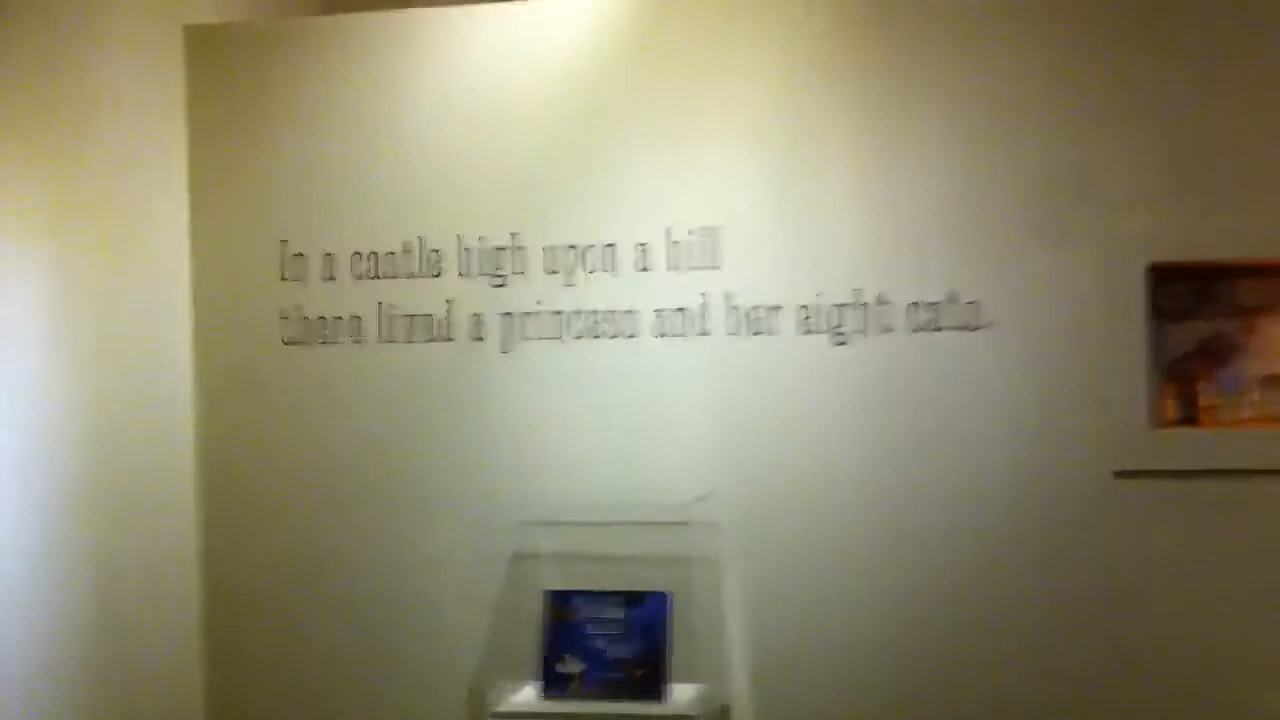 In a castle high upon a hill
there lived a princess and her eight cats.